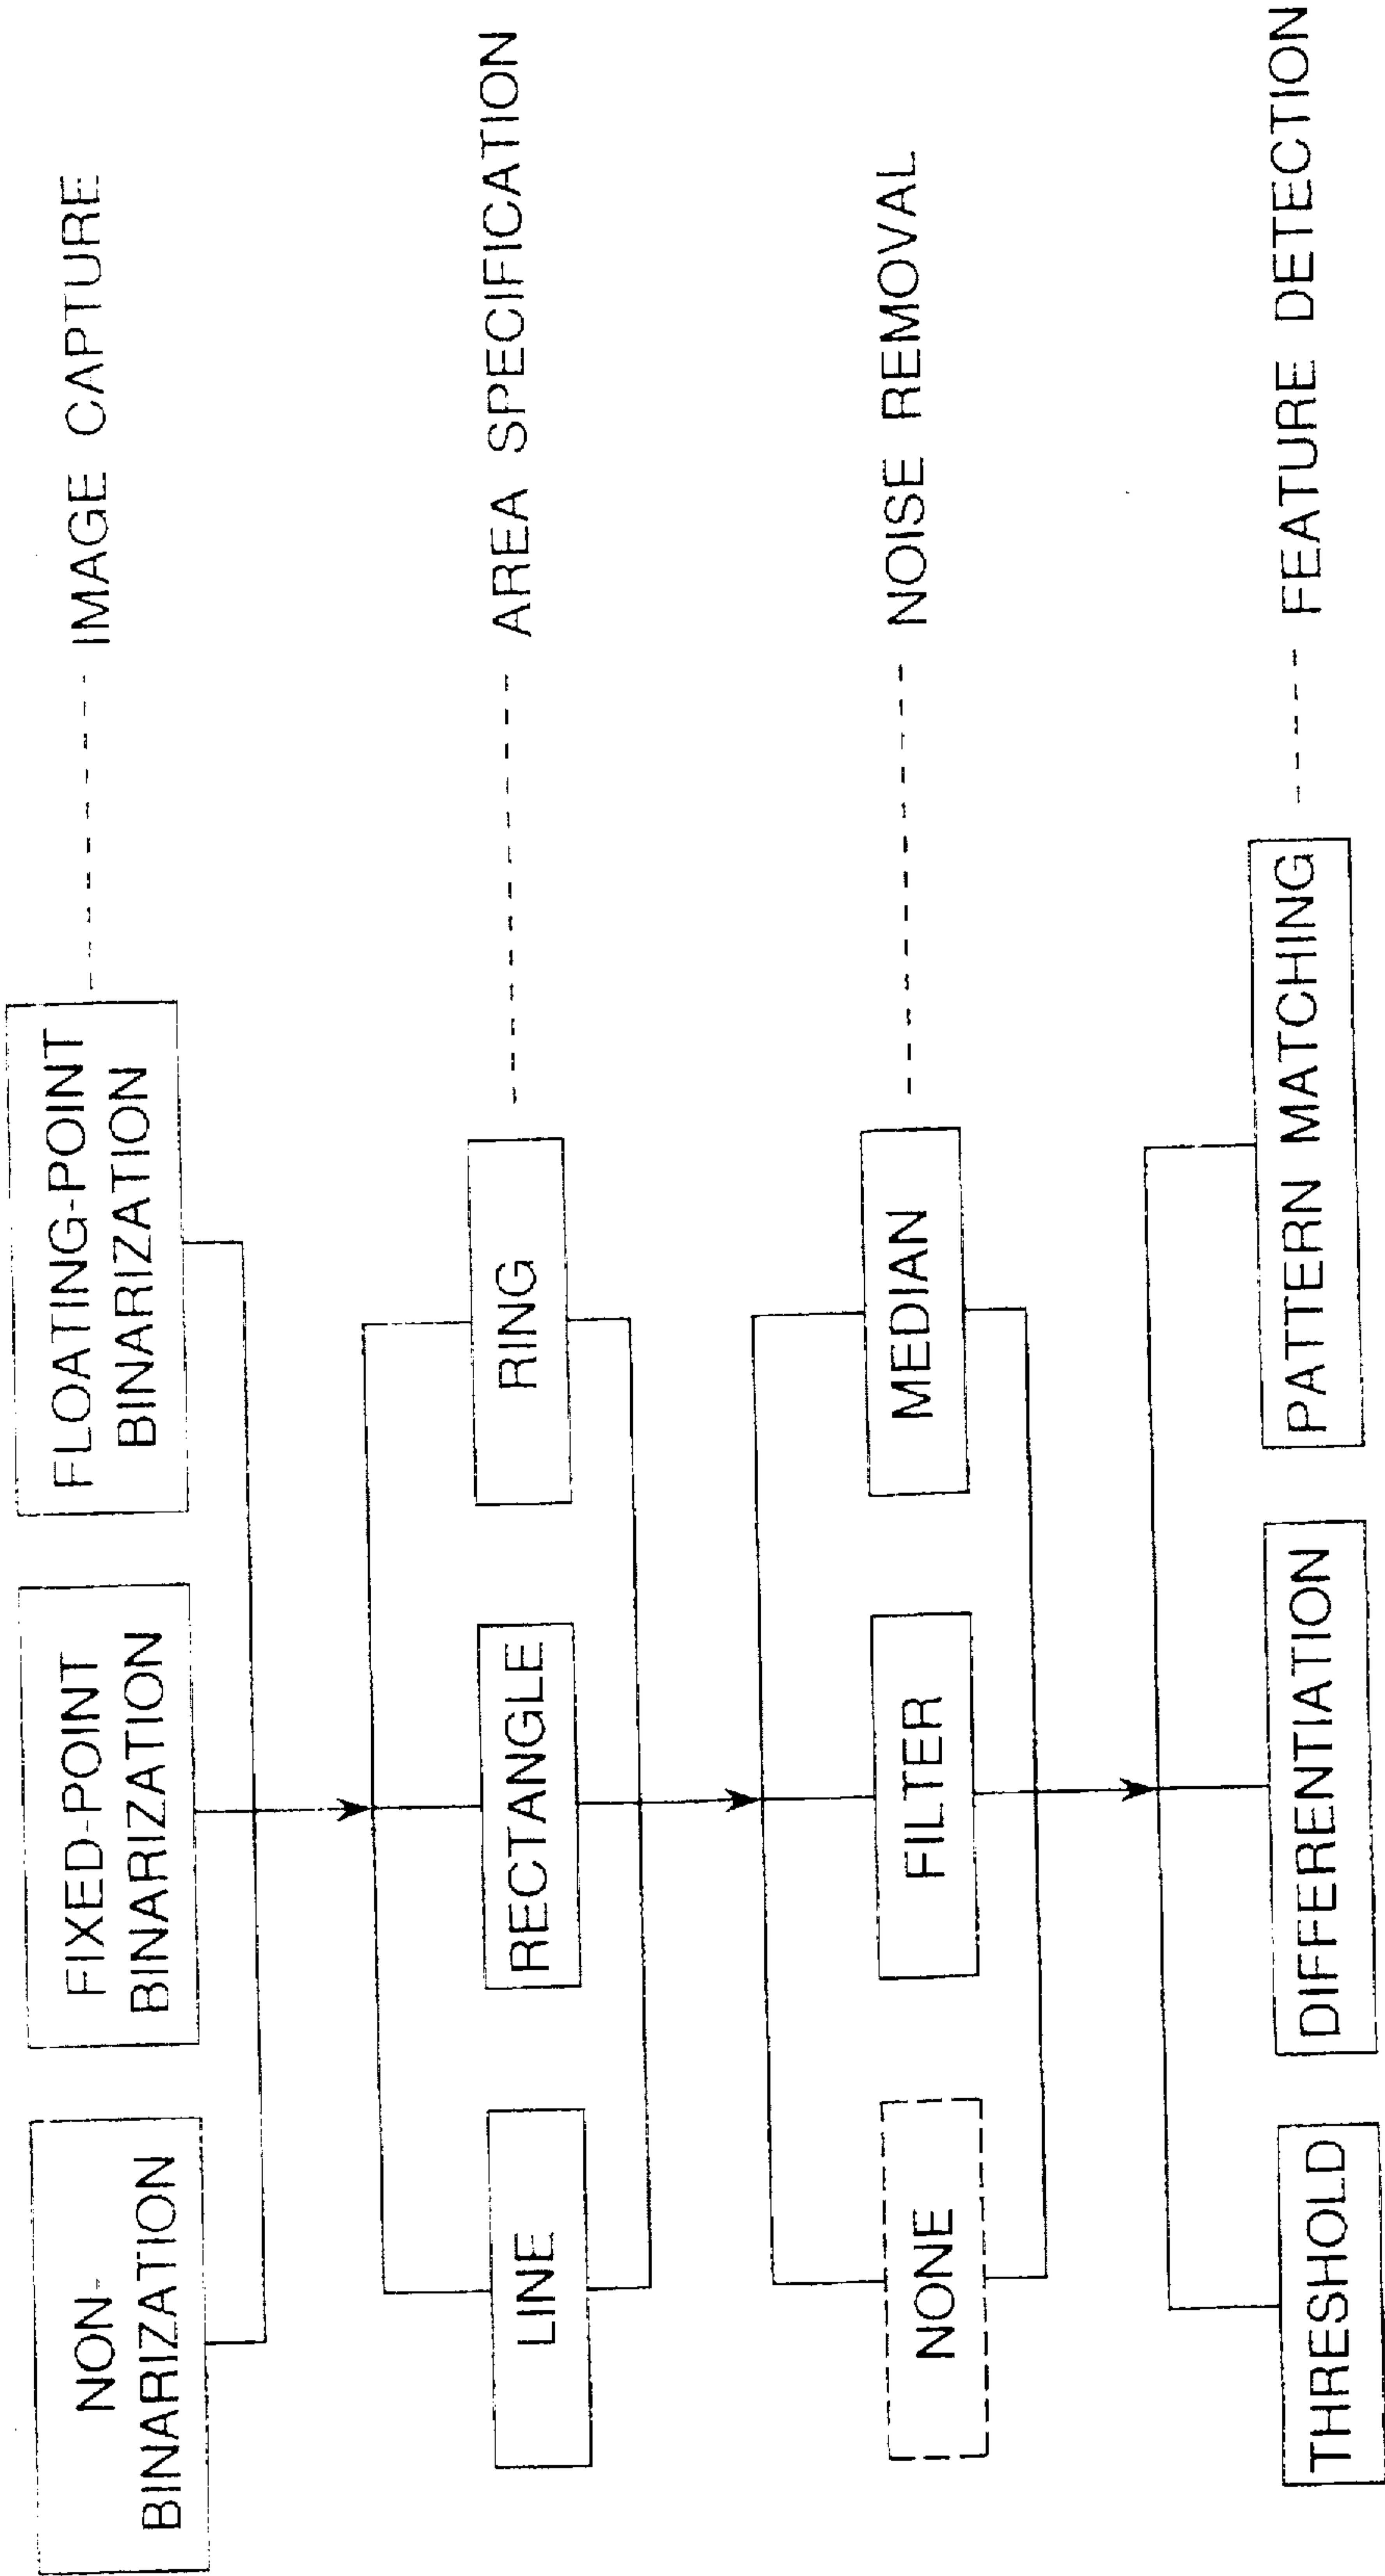 NON-
BINARIZATION
FIXED-POINT
BINARIZATION
FLOATING-POINT
BINARIZATION
IMAGE CAPTURE
LINE
RECTANGLE
RING
AREA SPECIFICATION
NONE
FILTER
MEDIAN
NOISE REMOVAL
THRESHOLD
DIFFERENTIATION
PATTERN MATCHING
FEATURE DETECTION